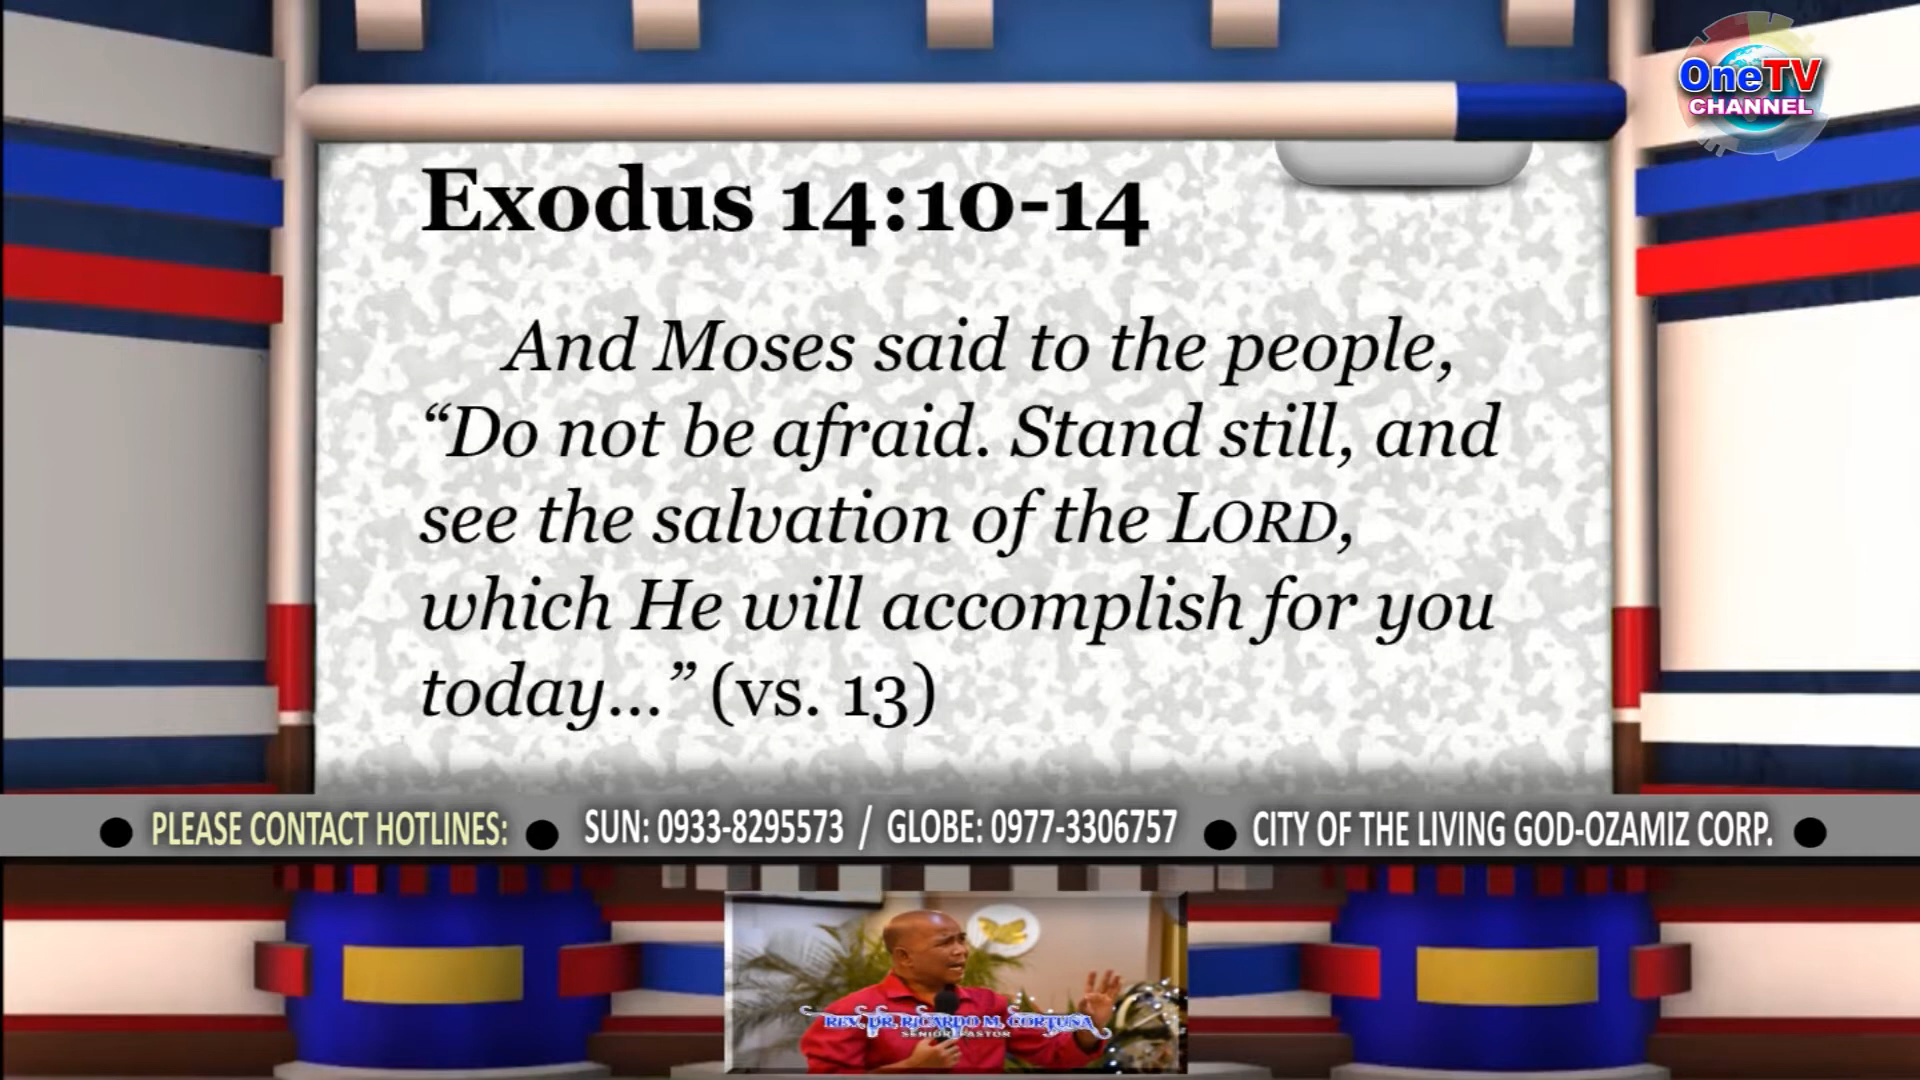 OneTV
CHANNEL
Exodus 14:10-14
And Moses said to the people,
“Do not be afraid. Stand still, and
see the salvation of the LORD,
which He will accomplish for you
today...” (vs. 13)
PLEASE CONTACT HOTLINES: SUN: 0933-8295573 / GLOBE: 0977-3306757 CITY OF THE LIVING GOD-OZAMIZ CORP.
REV. DR. RICARDO M. CORTUNA
SENIOR PASTOR